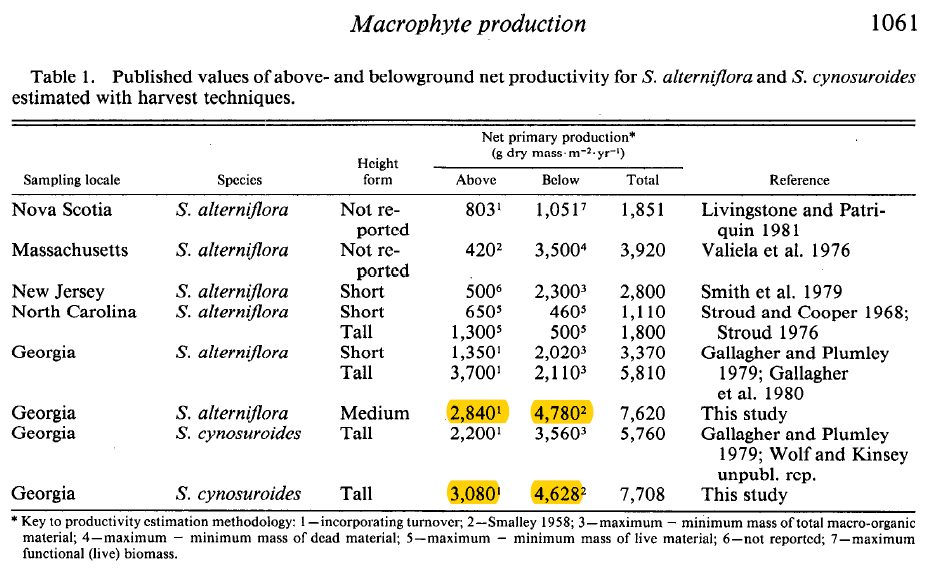 Macrophyte production 1061
Table 1. Published values of above- and belowground net productivity for S. alterniflora and S. cynosuroides
estimated with harvest techniques.
Net primary production*
(g dry mass·m⁻²·yr⁻¹)
Height
Sampling locale Species form Above Below Total Reference
Nova Scotia S. alterniflora Not re- 803¹ 1,051⁷ 1,851 Livingstone and Patri-
ported quin 1981
Massachusetts S. alterniflora Not re- 420² 3,500⁴ 3,920 Valiela et al. 1976
ported
New Jersey S. alterniflora Short 500⁶ 2,300³ 2,800 Smith et al. 1979
North Carolina S. alterniflora Short 650⁵ 460⁵ 1,110 Stroud and Cooper 1968;
Tall 1,300⁵ 500⁵ 1,800 Stroud 1976
Georgia S. alterniflora Short 1,350¹ 2,020³ 3,370 Gallagher and Plumley
Tall 3,700¹ 2,110³ 5,810 1979; Gallagher
et al. 1980
Georgia S. alterniflora Medium 2,840¹ 4,780² 7,620 This study
Georgia S. cynosuroides Tall 2,200¹ 3,560³ 5,760 Gallagher and Plumley
1979; Wolf and Kinsey
unpubl. rep.
Georgia S. cynosuroides Tall 3,080¹ 4,628² 7,708 This study
* Key to productivity estimation methodology: 1—incorporating turnover; 2—Smalley 1958; 3—maximum − minimum mass of total macro-organic
material; 4—maximum − minimum mass of dead material; 5—maximum − minimum mass of live material; 6—not reported; 7—maximum
functional (live) biomass.